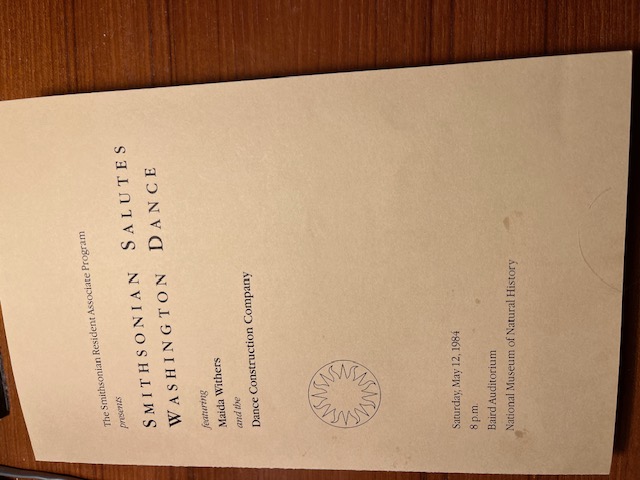 The Smithsonian Resident Associate Program
presents
SMITHSONIAN SALUTES
WASHINGTON DANCE
featuring
Maida Withers
and the
Dance Construction Company
Saturday, May 12, 1984
8 p.m.
Baird Auditorium
National Museum of Natural History